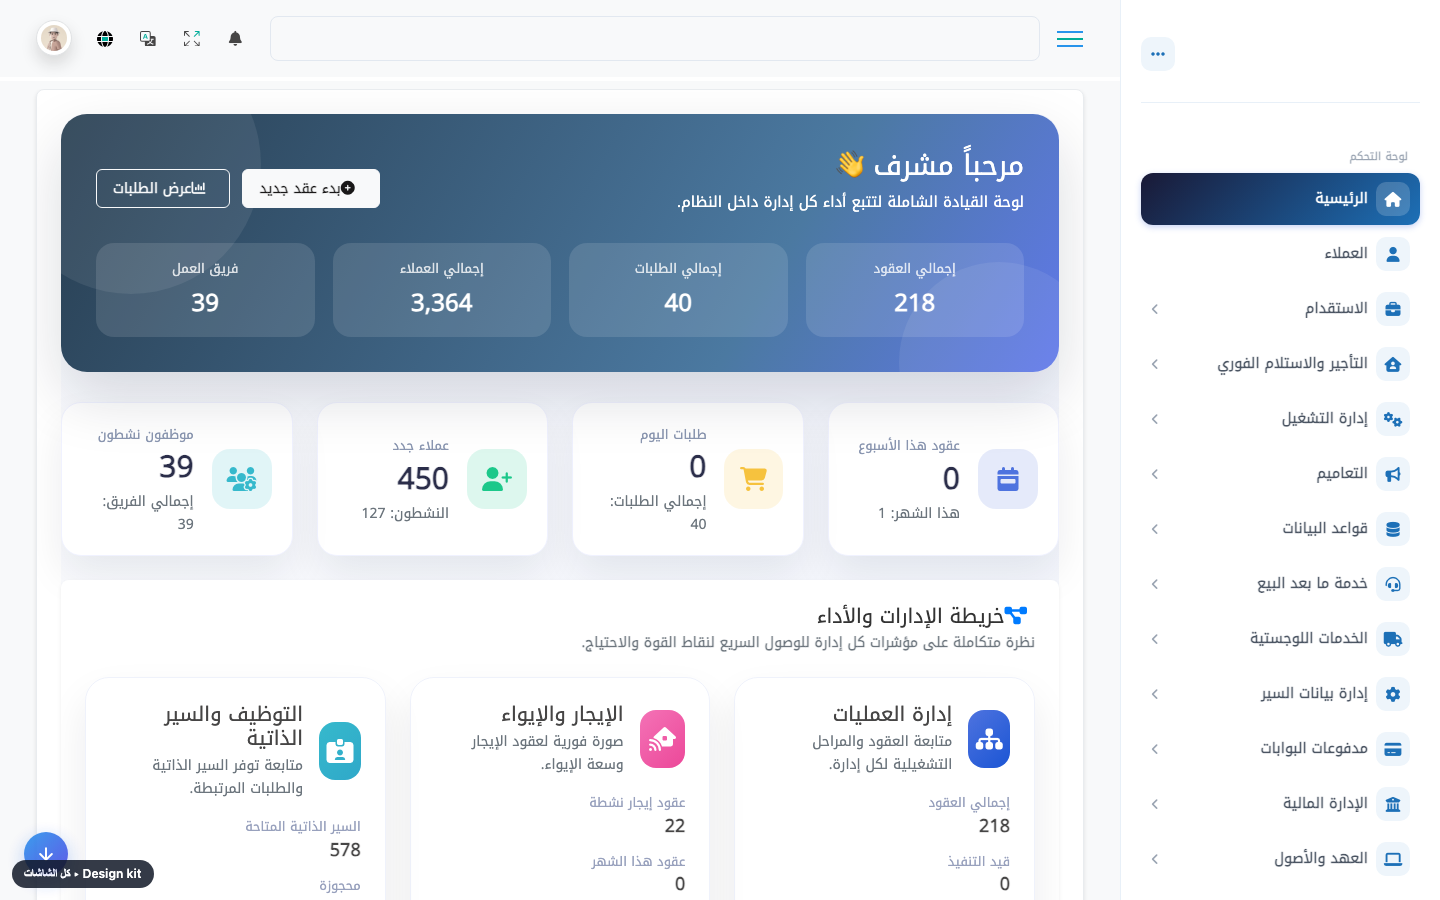 لوحة التحكم
الرئيسية
العملاء
الاستقدام
التأجير والاستلام الفوري
إدارة التشغيل
التعاميم
قواعد البيانات
خدمة ما بعد البيع
الخدمات اللوجستية
إدارة بيانات السير
مدفوعات البوابات
الإدارة المالية
العهد والأصول
مرحباً مشرف 👋
لوحة القيادة الشاملة لتتبع أداء كل إدارة داخل النظام.
بدء عقد جديد
عرض الطلبات
إجمالي العقود
218
إجمالي الطلبات
40
إجمالي العملاء
3,364
فريق العمل
39
عقود هذا الأسبوع
0
هذا الشهر: 1
طلبات اليوم
0
إجمالي الطلبات:
40
عملاء جدد
450
النشطون: 127
موظفون نشطون
39
إجمالي الفريق:
39
خريطة الإدارات والأداء
نظرة متكاملة على مؤشرات كل إدارة للوصول السريع لنقاط القوة والاحتياج.
إدارة العمليات
متابعة العقود والمراحل
التشغيلية لكل إدارة.
إجمالي العقود
218
قيد التنفيذ
0
الإيجار والإيواء
صورة فورية لعقود الإيجار
وسعة الإيواء.
عقود إيجار نشطة
22
عقود هذا الشهر
0
التوظيف والسير
الذاتية
متابعة توفر السير الذاتية
والطلبات المرتبطة.
السير الذاتية المتاحة
578
محجوزة
Design kit ▸ كل الشاشات